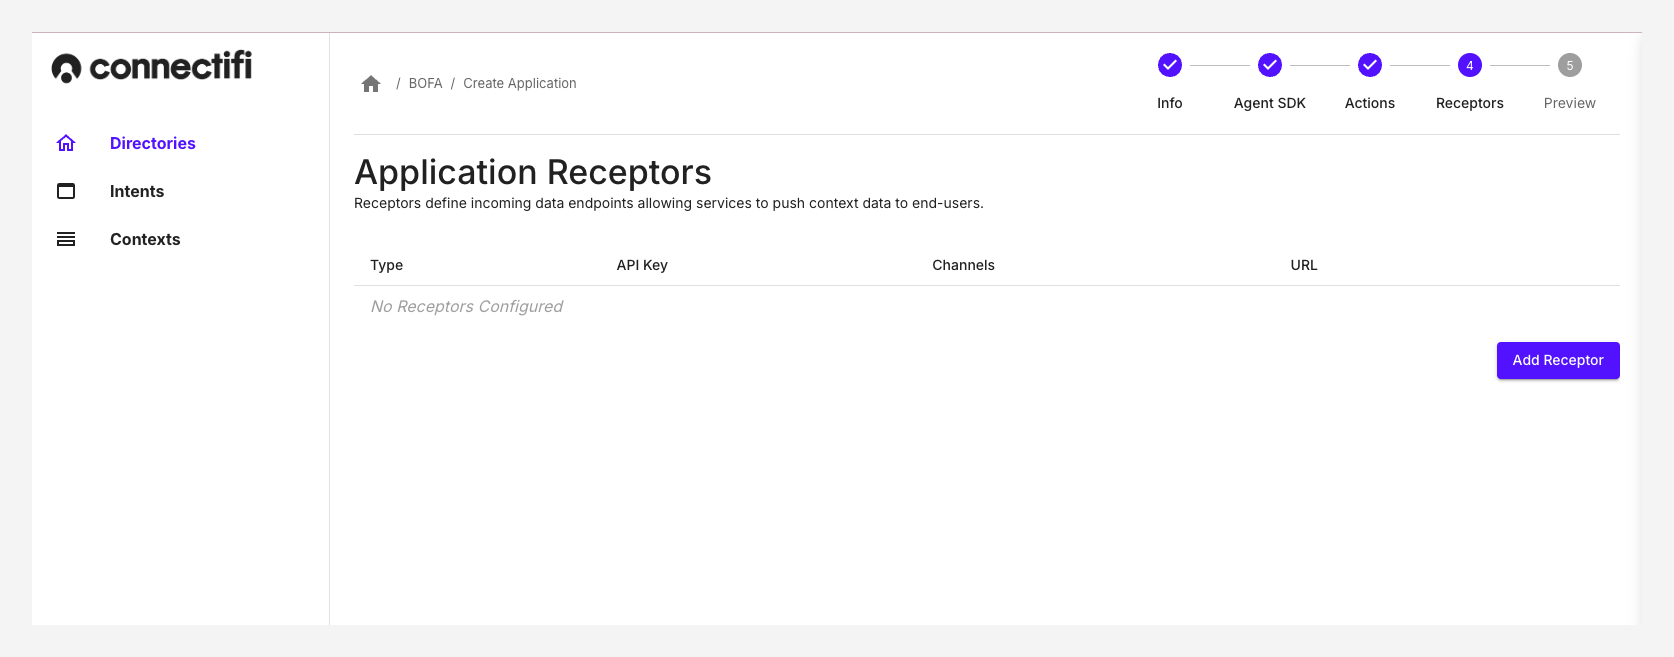 connectifi
Directories
Intents
Contexts
/ BOFA / Create Application
4
5
Info
Agent SDK
Actions
Receptors
Preview
Application Receptors
Receptors define incoming data endpoints allowing services to push context data to end-users.
Type API Key Channels URL
No Receptors Configured
Add Receptor